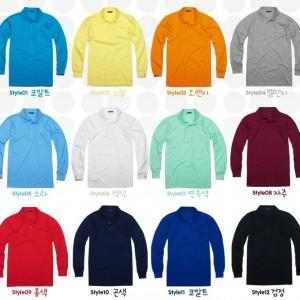 Style01 코발트
Style02 노랑
Style03 오렌지
Style04 멜란지
Style05 소라
Style06 백색
Style07 연옥색
Style08 자주
Style09 홍색
Style10 곤색
Style11 코발트
Style12 검정